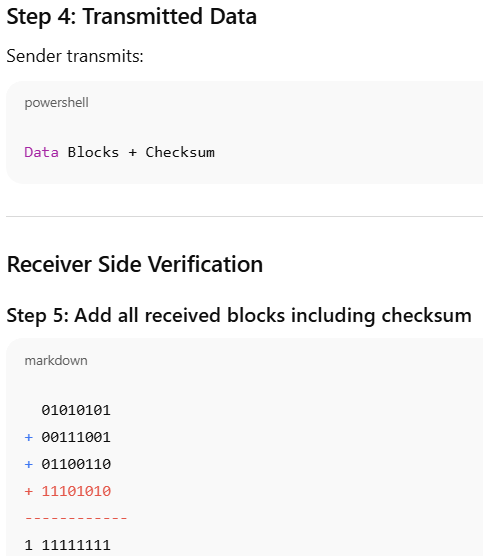 Step 4: Transmitted Data
Sender transmits:
powershell
Data Blocks + Checksum
Receiver Side Verification
Step 5: Add all received blocks including checksum
markdown
01010101
+ 00111001
+ 01100110
+ 11101010
------------
1 11111111